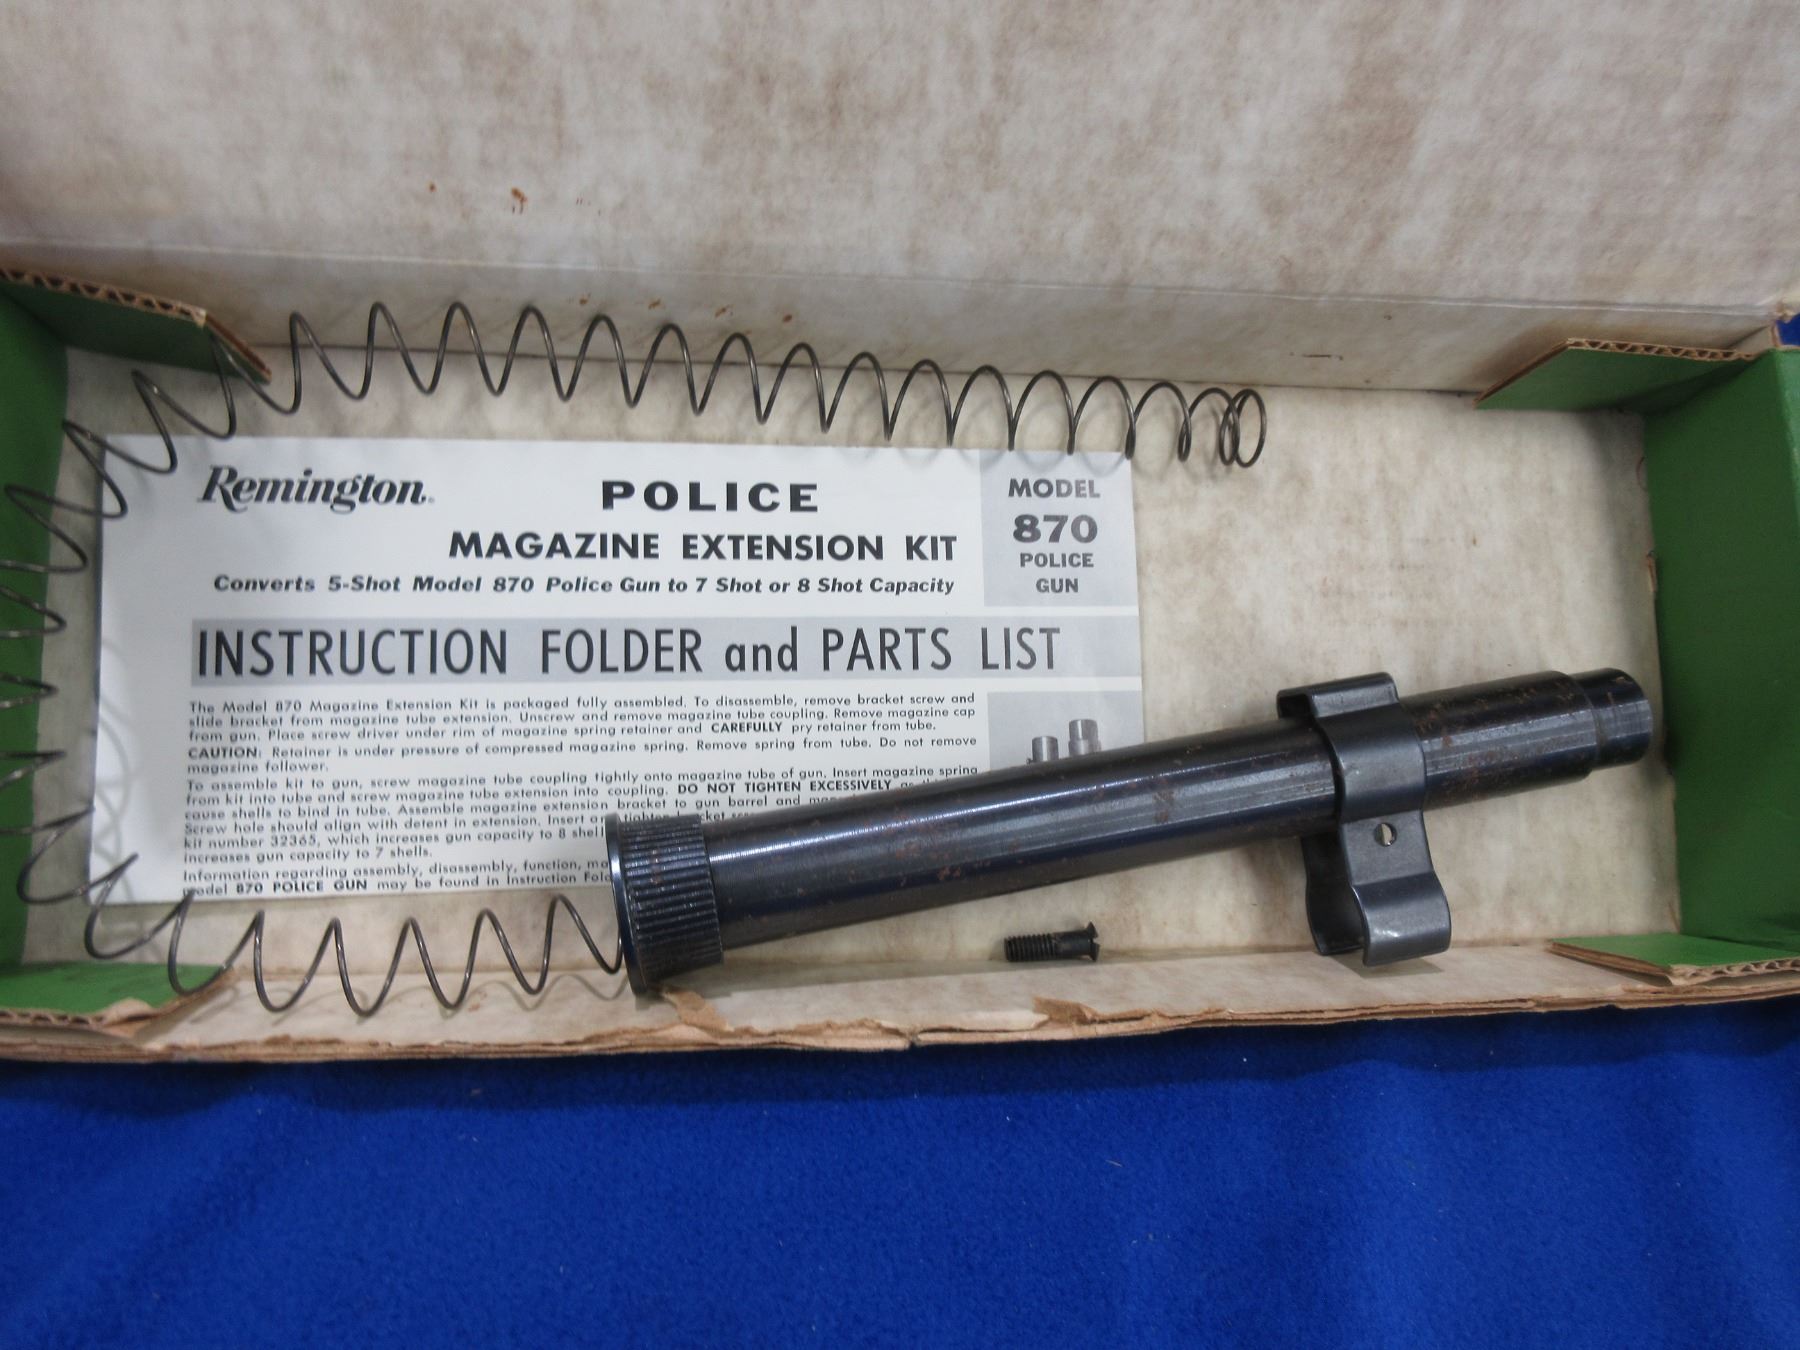 Remington.
POLICE
MAGAZINE EXTENSION KIT
Converts 5-Shot Model 870 Police Gun to 7 Shot or 8 Shot Capacity
MODEL
870
POLICE
GUN
INSTRUCTION FOLDER and PARTS LIST
The Model 870 Magazine Extension Kit is packaged fully assembled. To disassemble, remove bracket screw and
slide bracket from magazine tube extension. Unscrew and remove magazine tube coupling. Remove magazine cap
from gun. Place screw driver under rim of magazine spring retainer and CAREFULLY pry retainer from tube.
CAUTION: Retainer is under pressure of compressed magazine spring. Remove spring from tube. Do not remove
magazine follower.
To assemble kit to gun, screw magazine tube coupling tightly onto magazine tube of gun. Insert magazine spring
from kit into tube and screw magazine tube extension into coupling. DO NOT TIGHTEN EXCESSIVELY
cause shells to bind in tube. Assemble magazine extension bracket to gun barrel and
Screw hole should align with detent in extension. Insert
kit number 32365, which increases gun capacity to 8
increases gun capacity to 7 shells.
Information regarding assembly, disassembly, function,
model 870 POLICE GUN may be found in Instruction